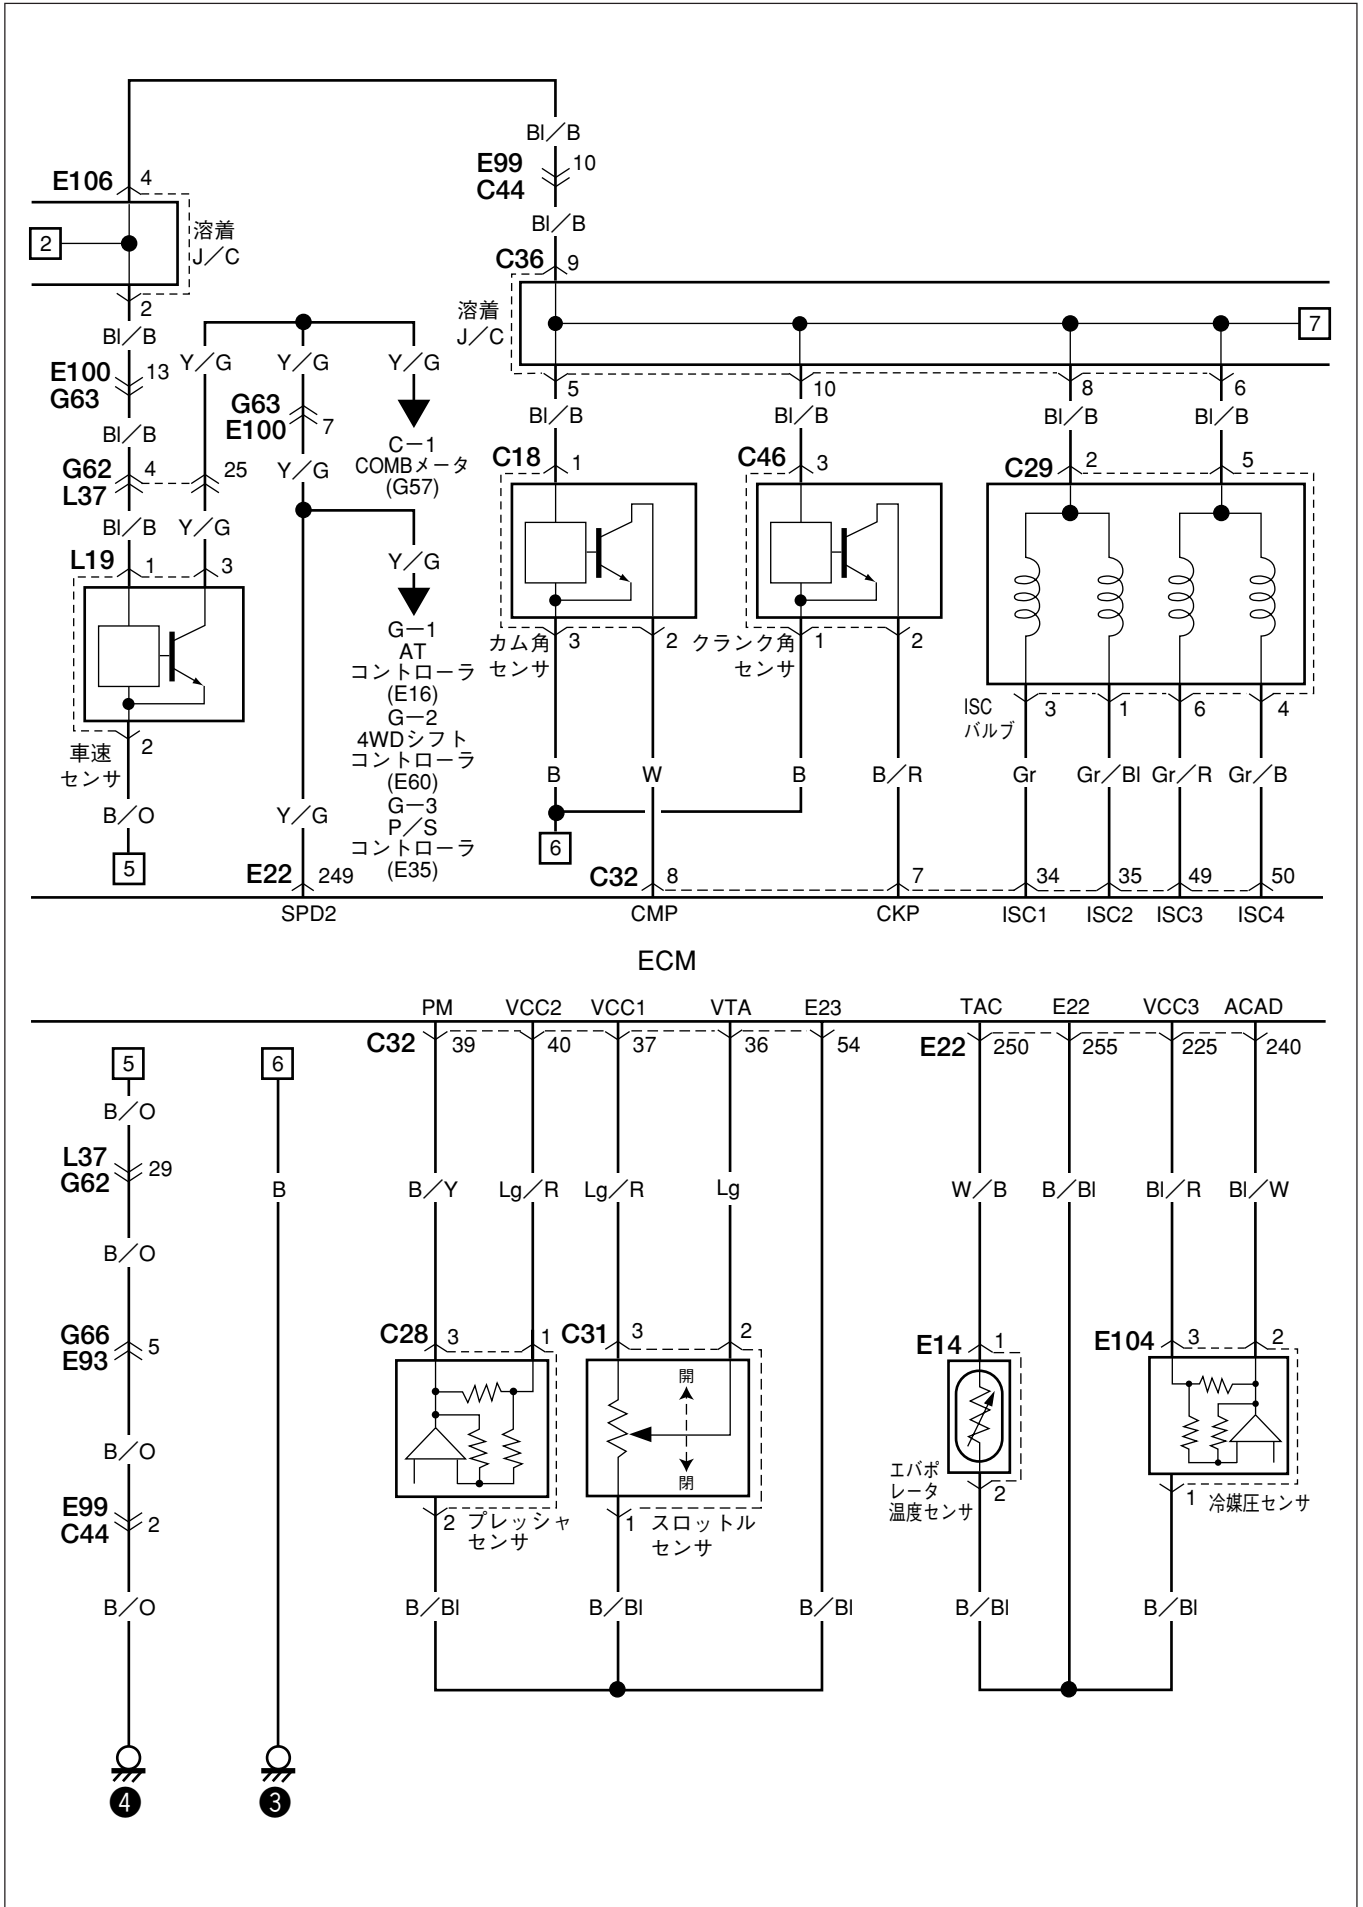 Bl／B
E99 10
C44
Bl／B
E106 4
2
溶着
J／C
2
Bl／B
E100 13
G63
Bl／B
G62 4 25
L37
Bl／B Y／G
L19 1 3
2
車速
センサ
B／O
5
Y／G Y／G Y／G
G63
E100 7
Y／G
C－1
COMBメータ
(G57)
Y／G
G－1
AT
コントローラ
(E16)
G－2
4WDシフト
コントローラ
(E60)
G－3
P／S
コントローラ
(E35)
Y／G
E22 249
SPD2
C36 9
溶着
J／C
7
5 10 8 6
Bl／B Bl／B Bl／B Bl／B
C18 1
C46 3
C29 2 5
3 2
カム角
センサ
1 2
クランク角
センサ
3 1 6 4
ISC
バルブ
B W B B／R Gr Gr／Bl Gr／R Gr／B
6
C32 8 7 34 35 49 50
CMP CKP ISC1 ISC2 ISC3 ISC4
ECM
PM VCC2 VCC1 VTA E23 TAC E22 VCC3 ACAD
C32 39 40 37 36 54 E22 250 255 225 240
5 6
B／O
L37 29
G62
B
B／Y Lg／R Lg／R Lg W／B B／Bl Bl／R Bl／W
B／O
G66 5
E93
C28 3 1
C31 3 2
E14 1
E104 3 2
開
閉
B／O
E99 2
C44
2 プレッシャ
センサ
1 スロットル
センサ
エバポ
レータ
温度センサ
2
1 冷媒圧センサ
B／O B／Bl B／Bl B／Bl B／Bl B／Bl
4 3